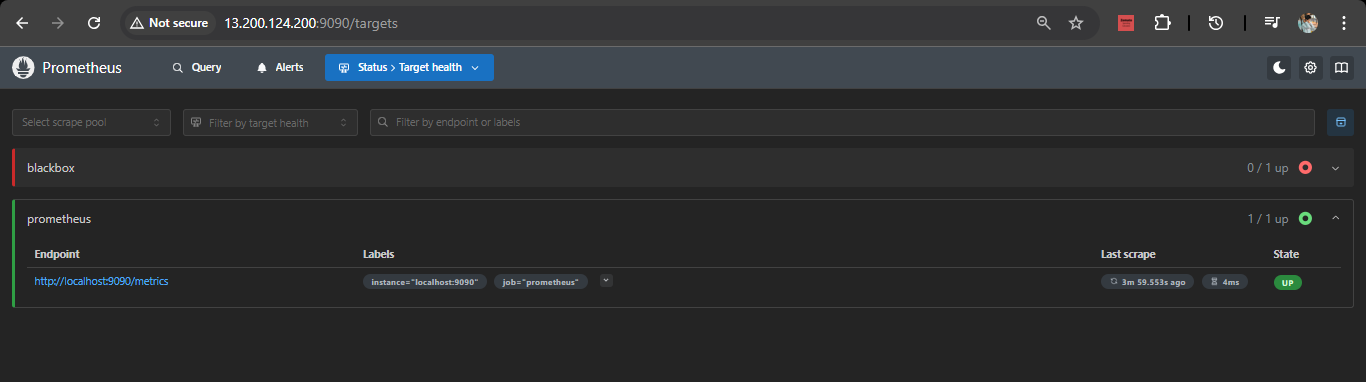 Not secure 13.200.124.200:9090/targets
Prometheus Query Alerts Status > Target health
Select scrape pool Filter by target health Filter by endpoint or labels
blackbox 0 / 1 up
prometheus 1 / 1 up
Endpoint Labels Last scrape State
http://localhost:9090/metrics instance="localhost:9090" job="prometheus" 3m 59.553s ago 4ms UP